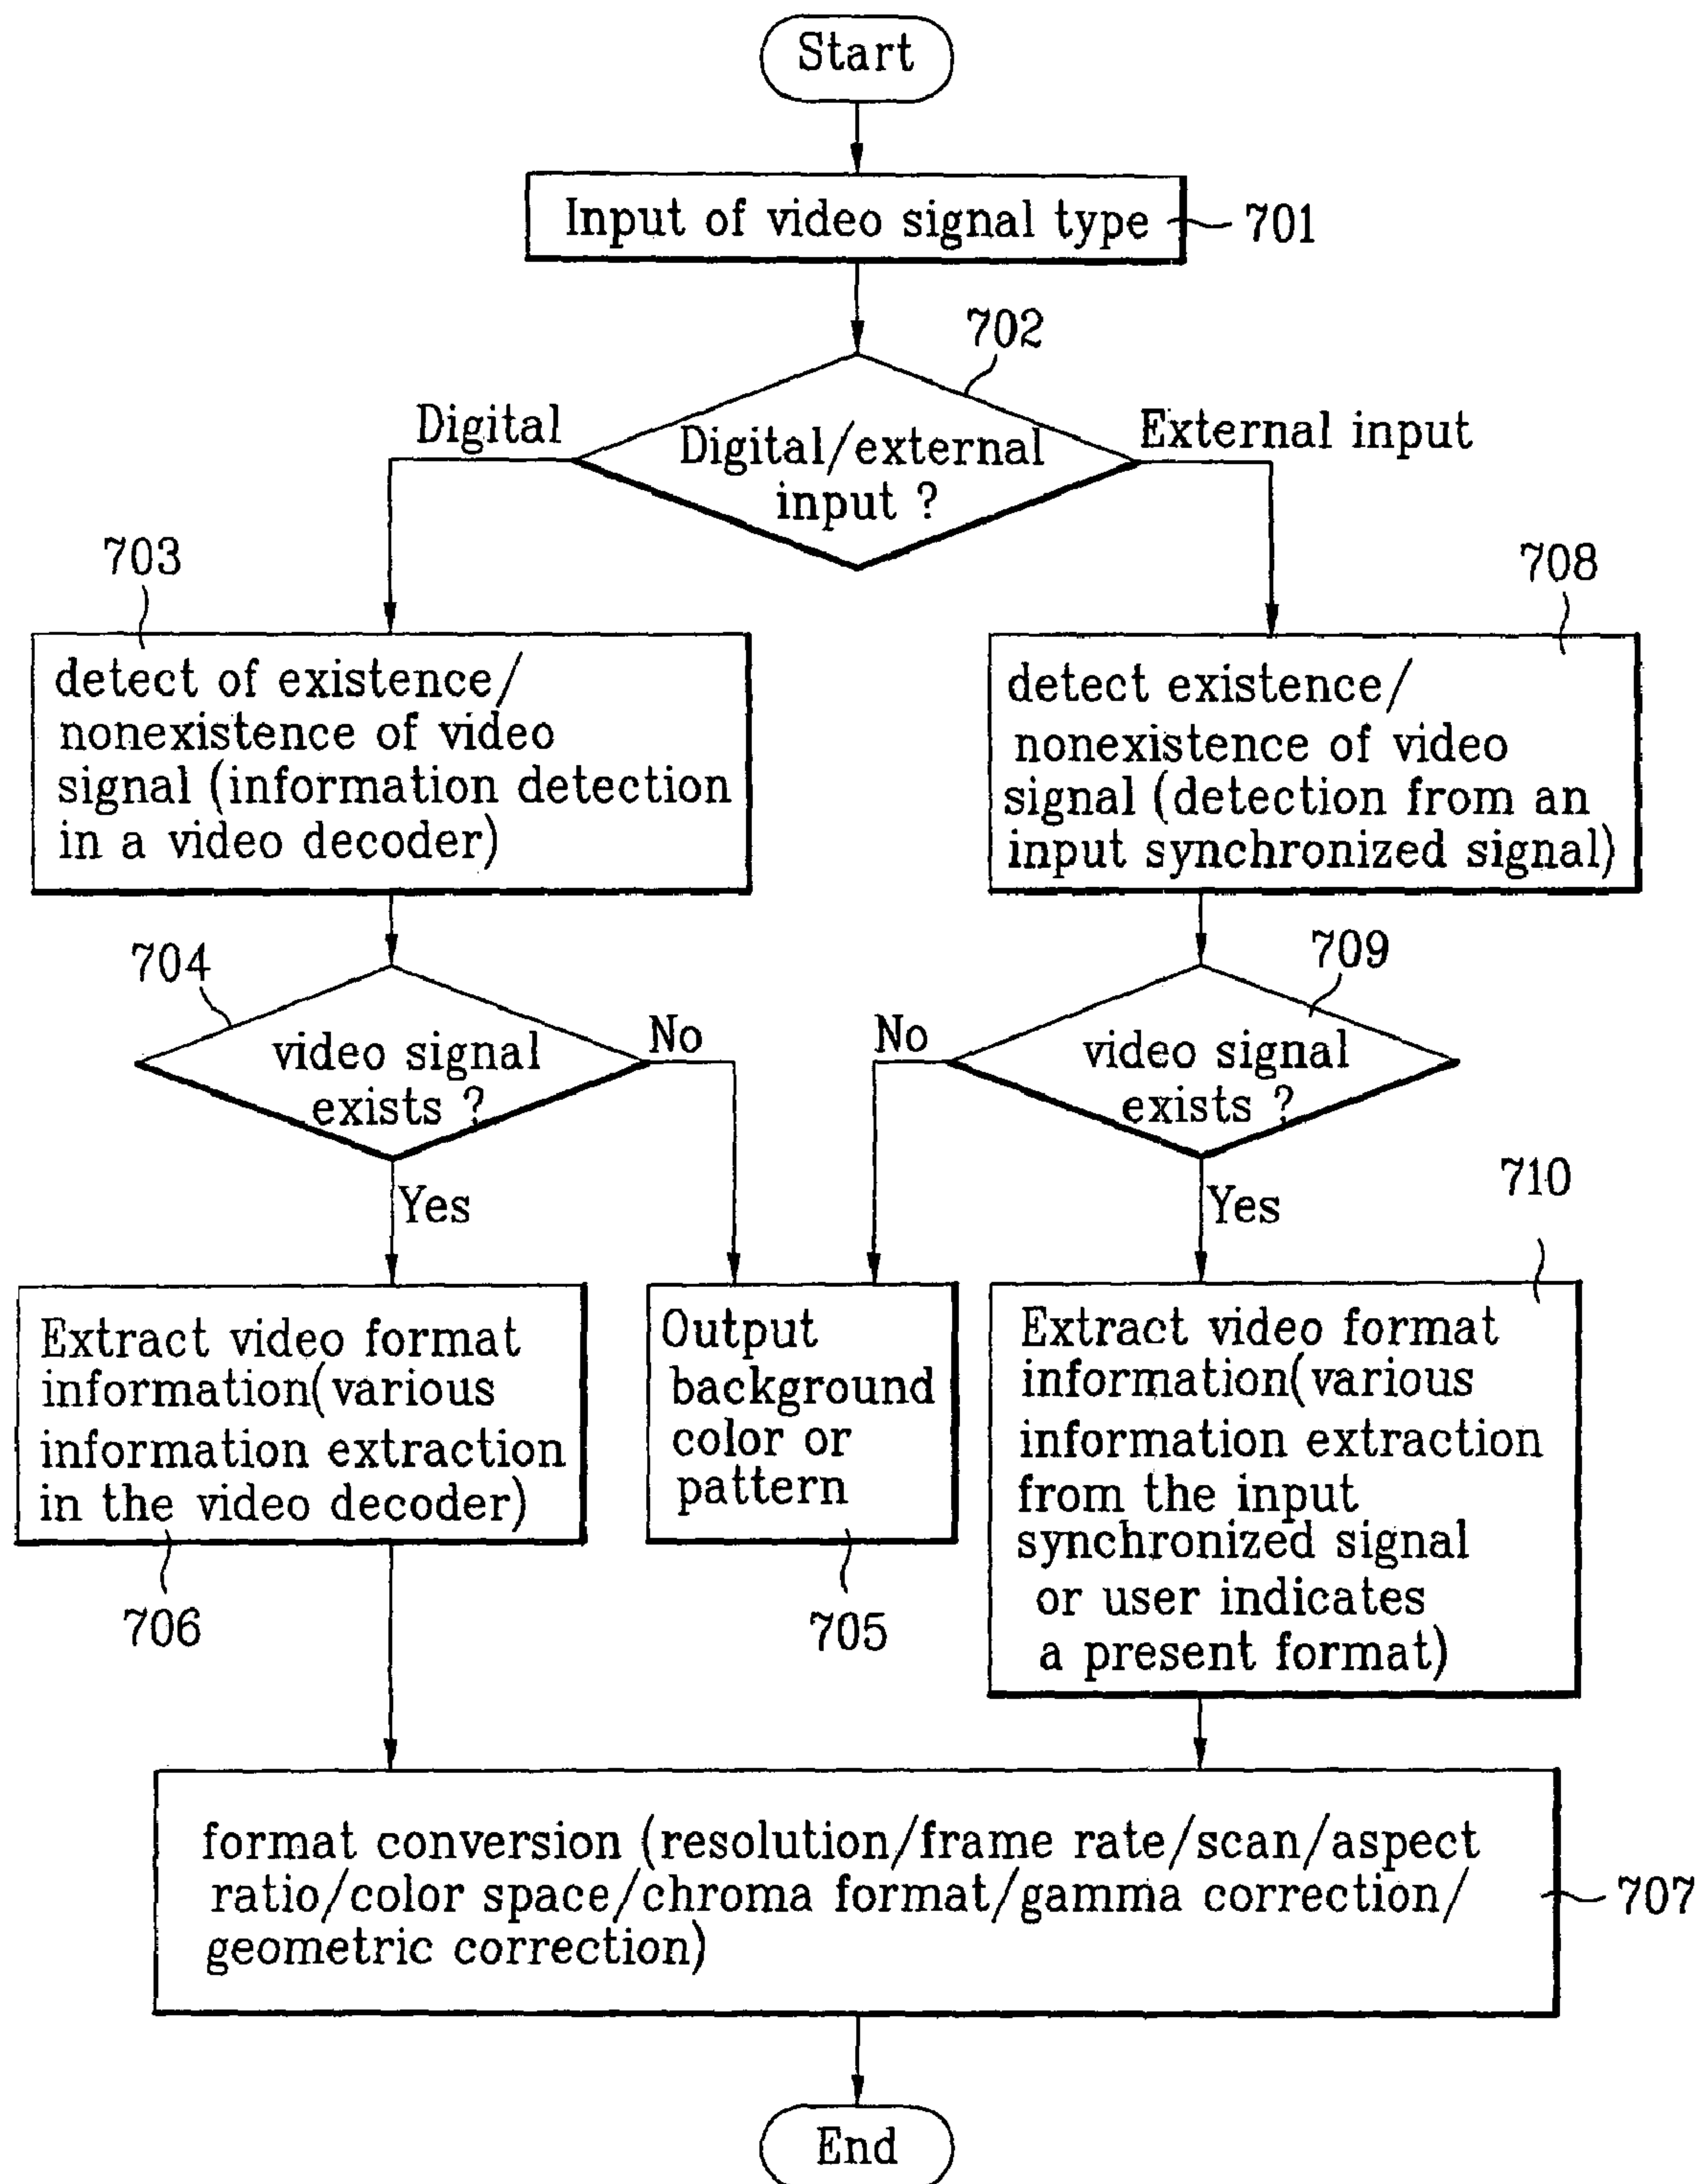 Start
Input of video signal type
701
702
Digital
Digital/external
input ?
External input
703
detect of existence/
nonexistence of video
signal (information detection
in a video decoder)
708
detect existence/
nonexistence of video
signal (detection from an
input synchronized signal)
704
video signal
exists ?
No
Yes
709
video signal
exists ?
No
Yes
Extract video format
information(various
information extraction
in the video decoder)
706
Output
background
color or
pattern
705
710
Extract video format
information(various
information extraction
from the input
synchronized signal
or user indicates
a present format)
format conversion (resolution/frame rate/scan/aspect
ratio/color space/chroma format/gamma correction/
geometric correction)
707
End